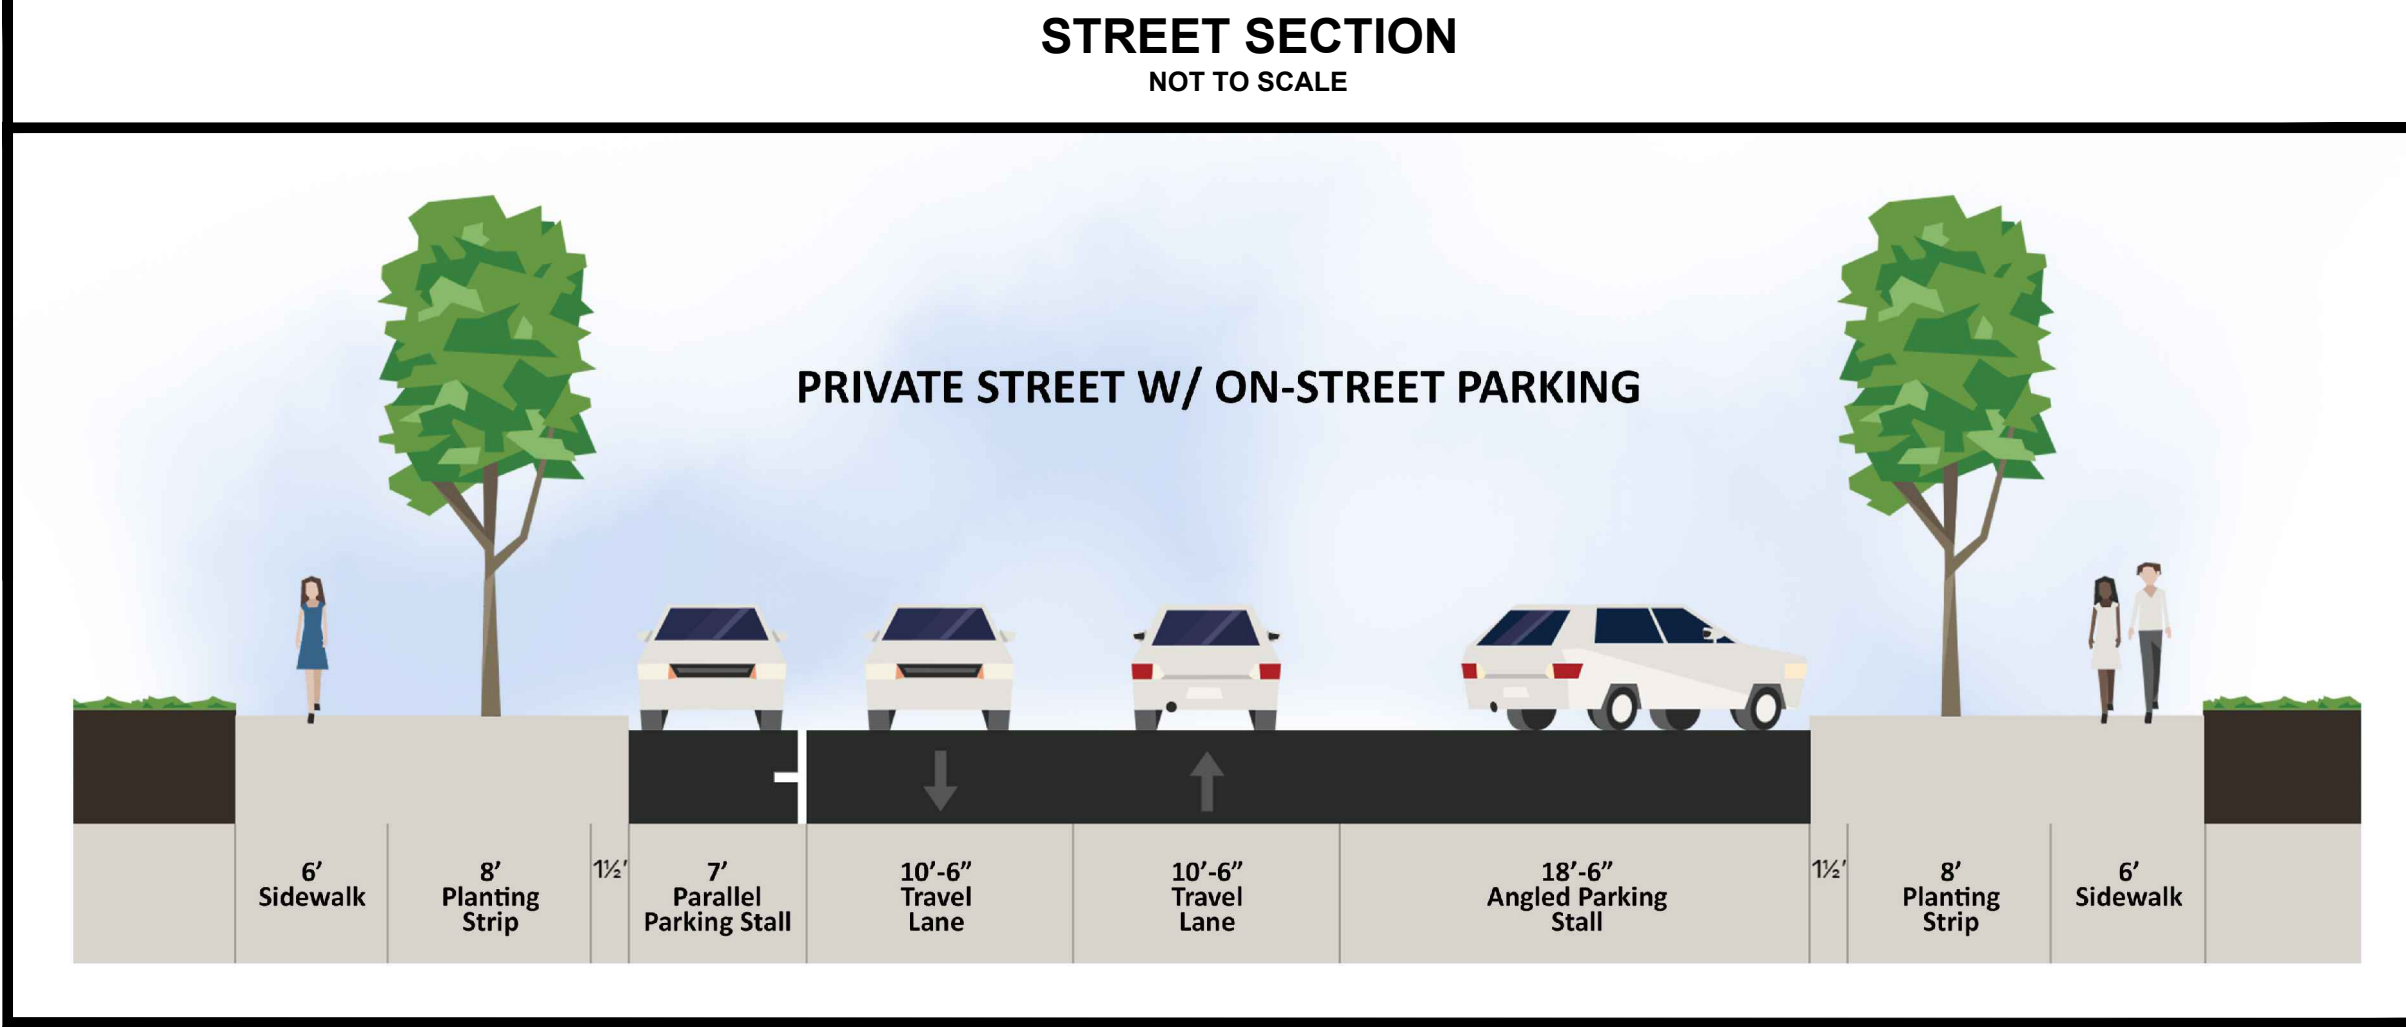 STREET SECTION
NOT TO SCALE
PRIVATE STREET W/ ON-STREET PARKING
6’
Sidewalk
8’
Planting
Strip
1½'
7’
Parallel
Parking Stall
10’-6”
Travel
Lane
10’-6”
Travel
Lane
18’-6”
Angled Parking
Stall
1½'
8’
Planting
Strip
6’
Sidewalk